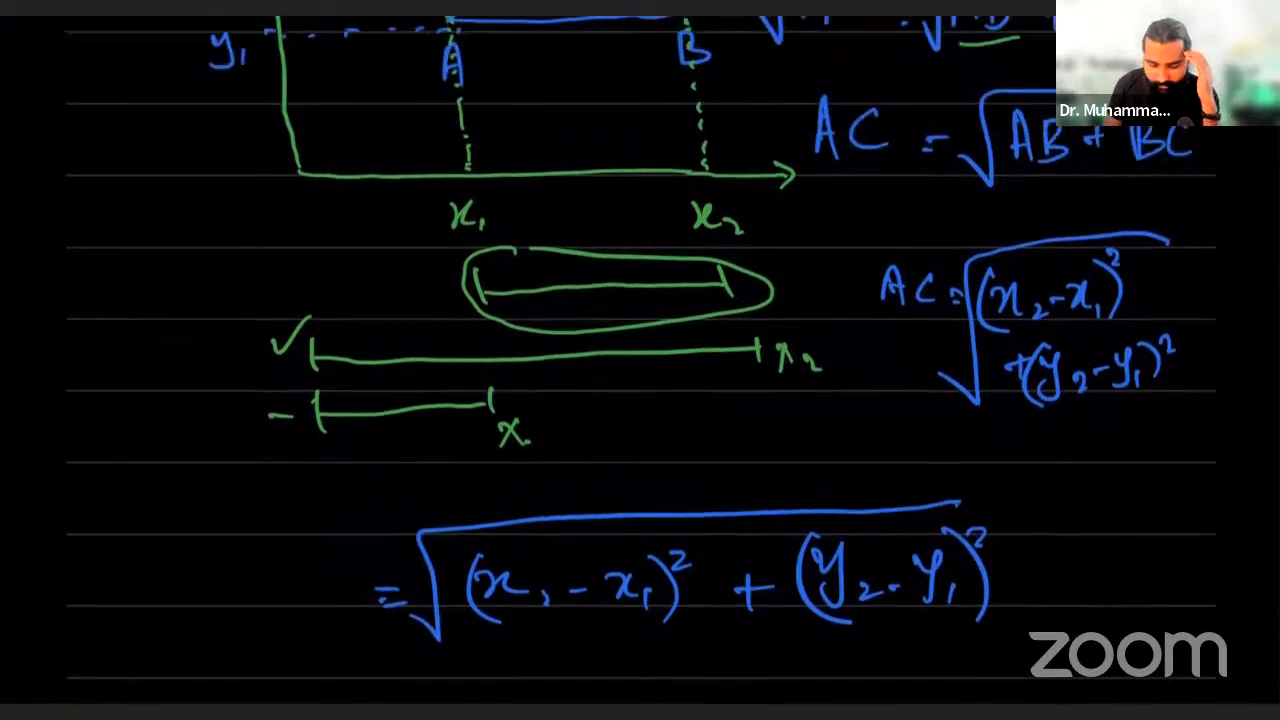 y₁ A B
Dr. Muhamma...
AC = √AB + BC
x₁ x₂
AC = √(x₂-x₁)²
+(y₂-y₁)²
✓ x₂
- x
= √(x₂ - x₁)² + (y₂ - y₁)²
zoom